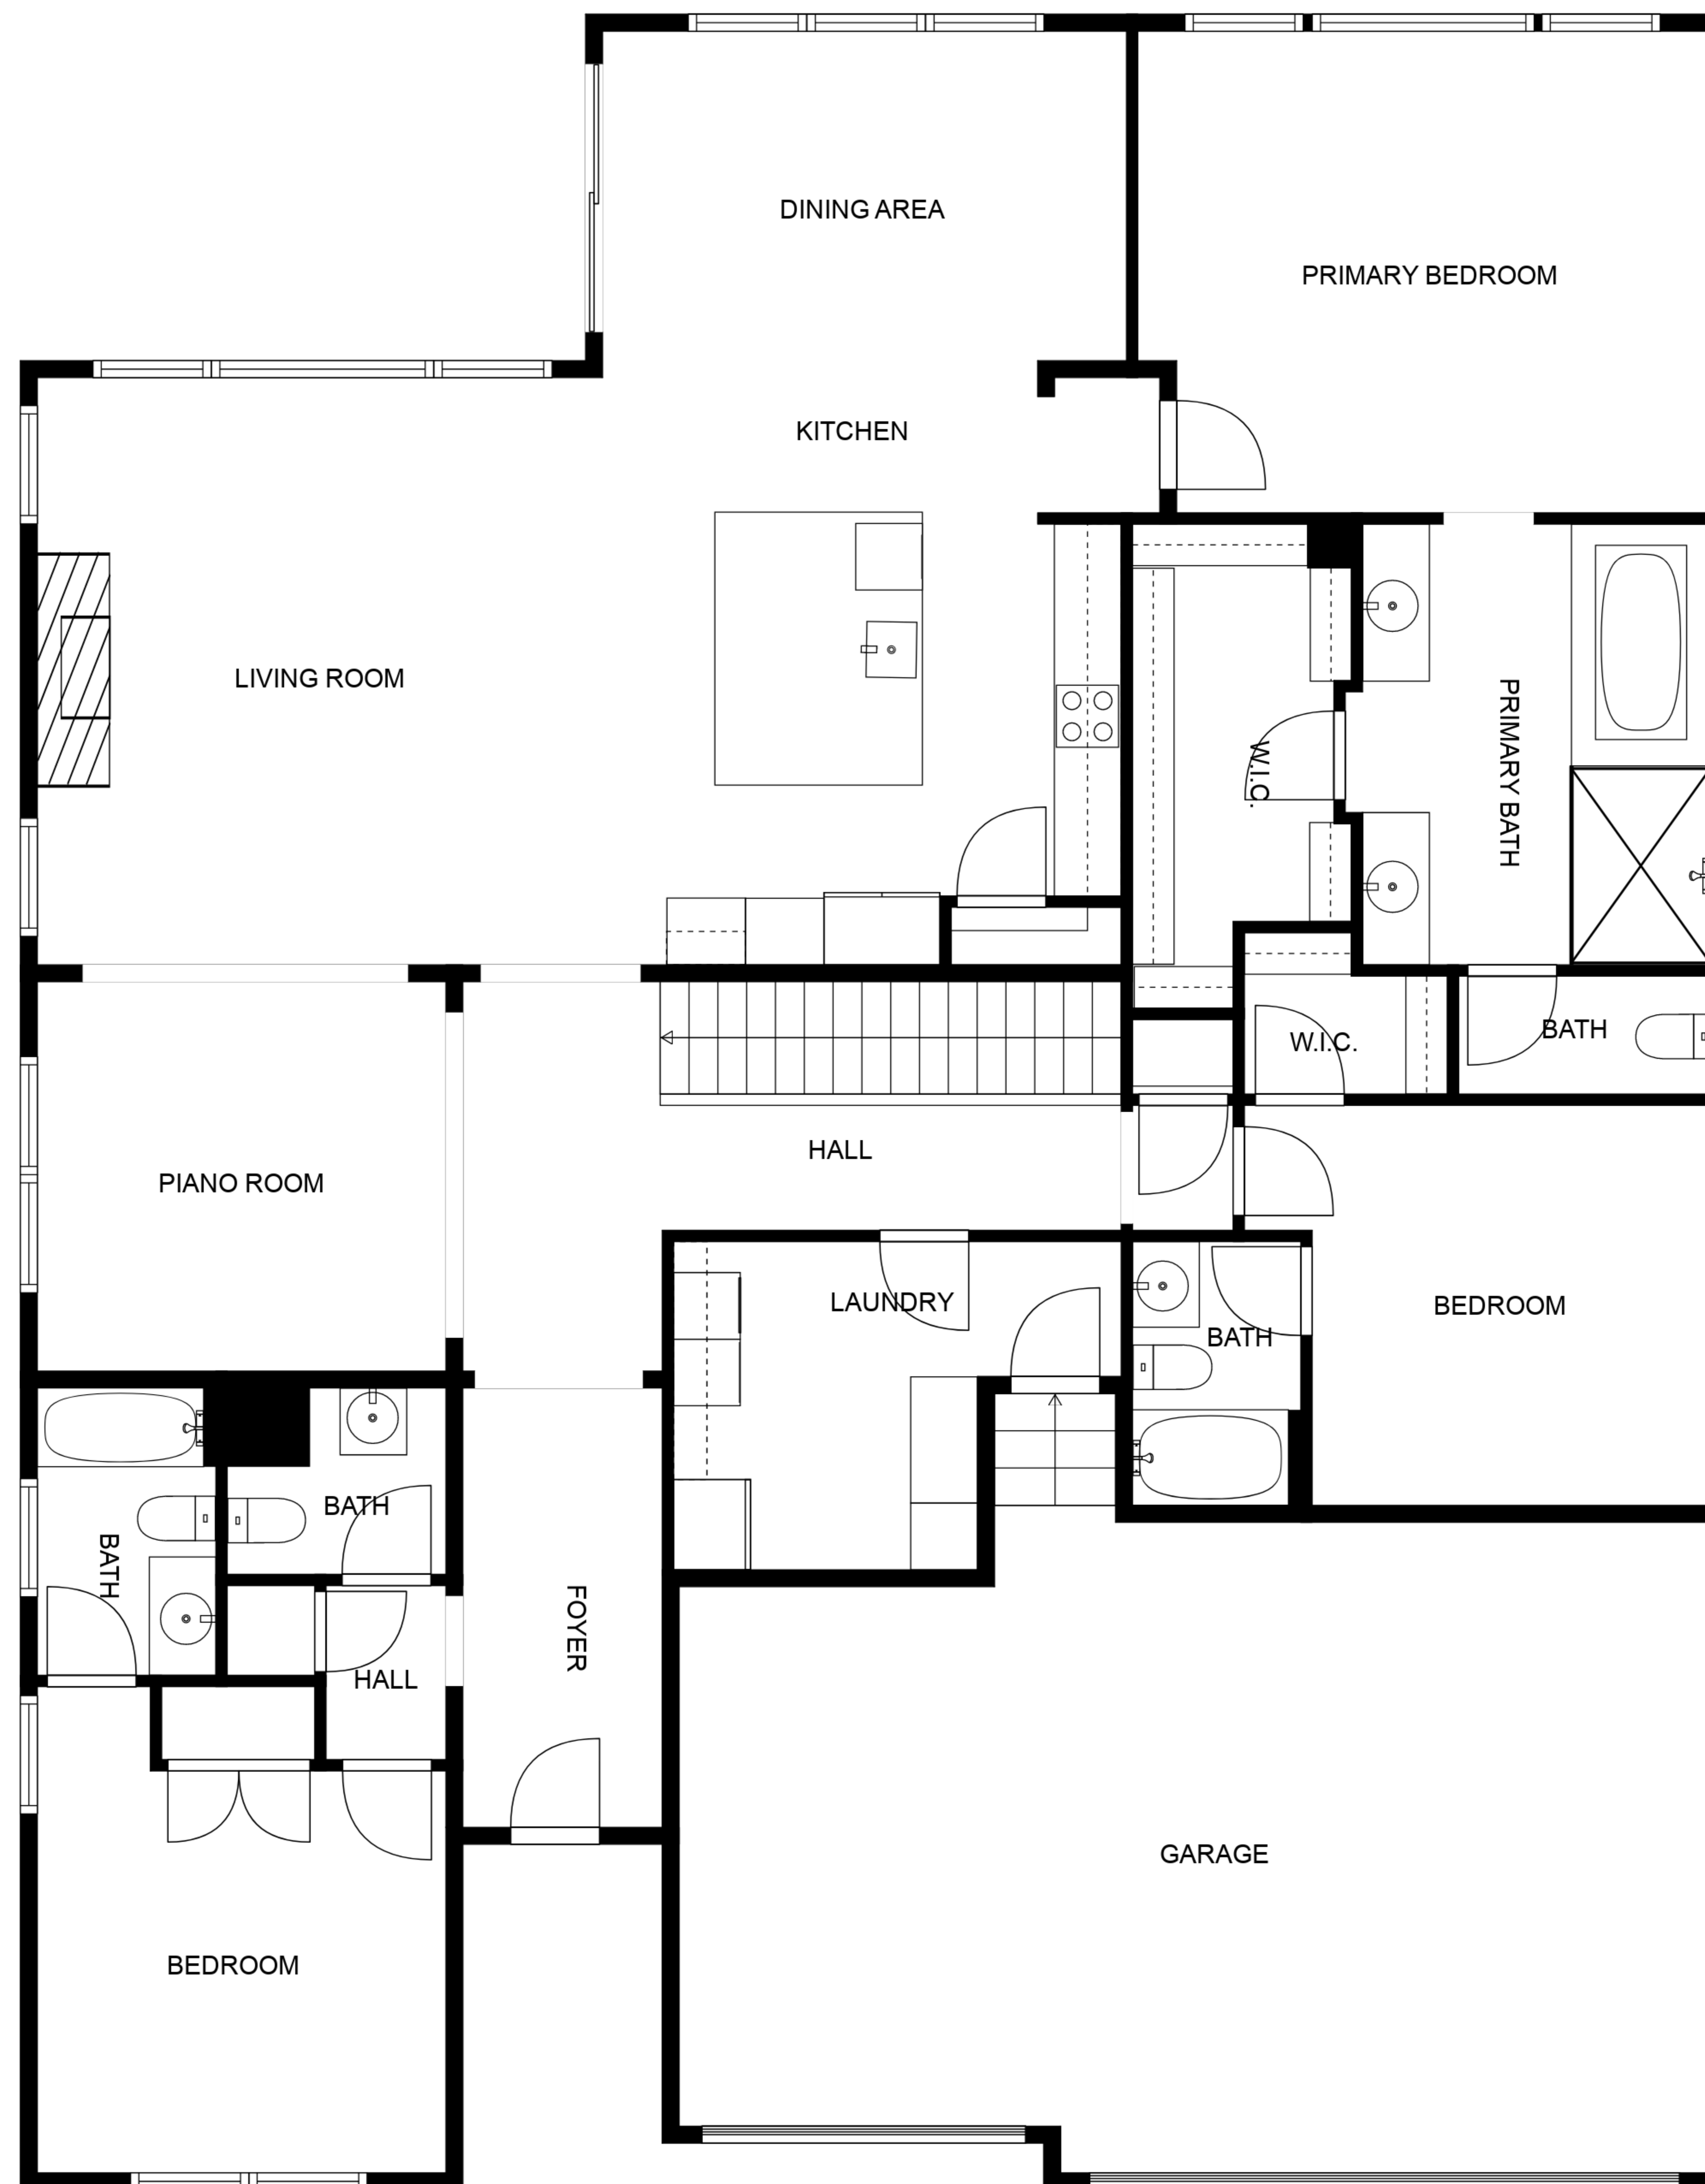 DINING AREA
PRIMARY BEDROOM
KITCHEN
LIVING ROOM
PRIMARY BATH
W.I.C.
BATH
W.I.C.
HALL
PIANO ROOM
LAUNDRY
BEDROOM
BATH
BATH
BATH
FOYER
HALL
GARAGE
BEDROOM